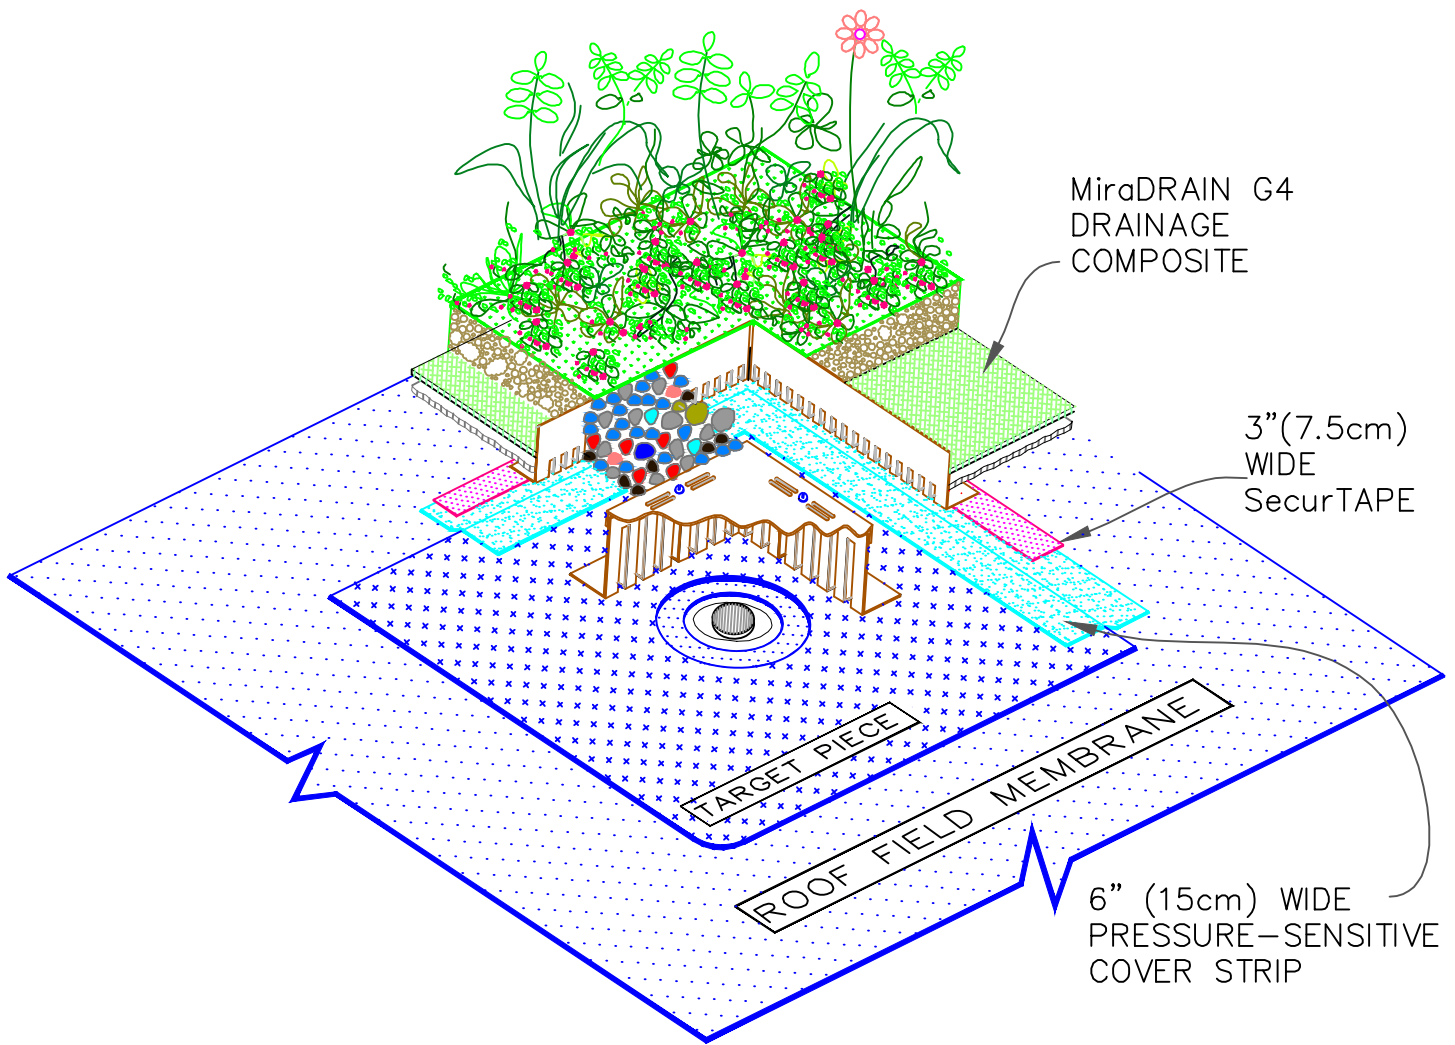 MiraDRAIN G4
DRAINAGE
COMPOSITE
3”(7.5cm)
WIDE
SecurTAPE
TARGET PIECE
ROOF FIELD MEMBRANE
6” (15cm) WIDE
PRESSURE–SENSITIVE
COVER STRIP